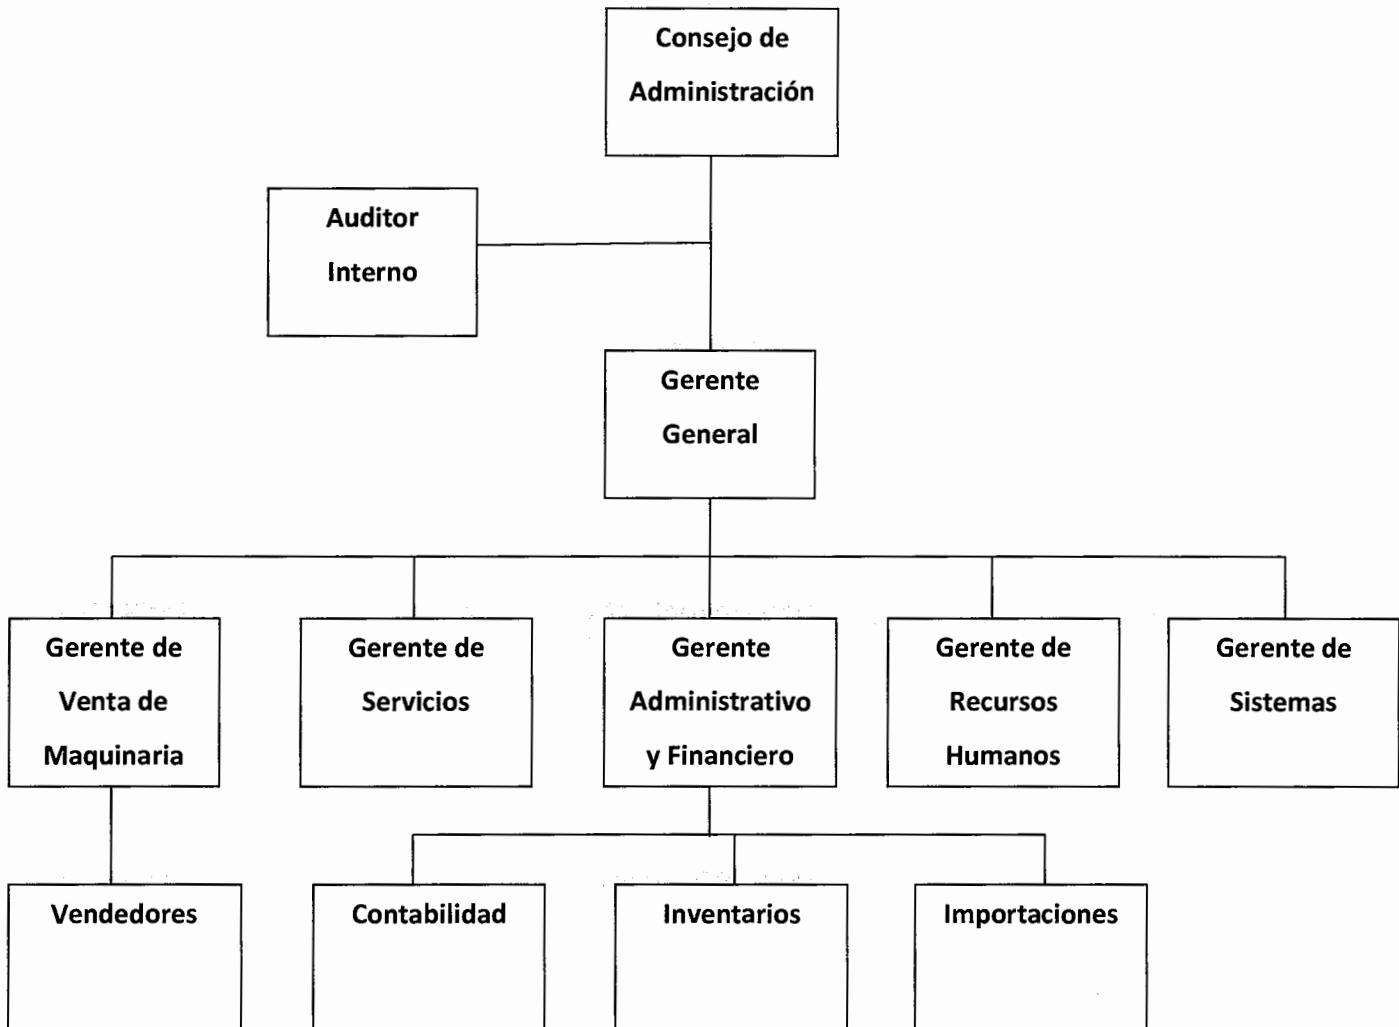 Consejo de
Administración
Auditor
Interno
Gerente
General
Gerente de
Venta de
Maquinaria
Gerente de
Servicios
Gerente
Administrativo
y Financiero
Gerente de
Recursos
Humanos
Gerente de
Sistemas
Vendedores
Contabilidad
Inventarios
Importaciones